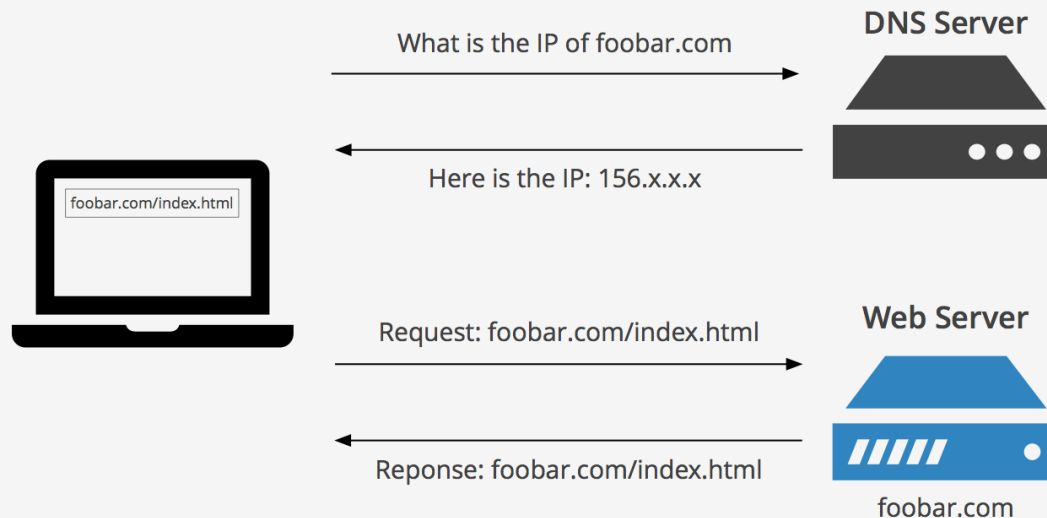 DNS Server
What is the IP of foobar.com
Here is the IP: 156.x.x.x
foobar.com/index.html
Web Server
Request: foobar.com/index.html
Reponse: foobar.com/index.html
foobar.com